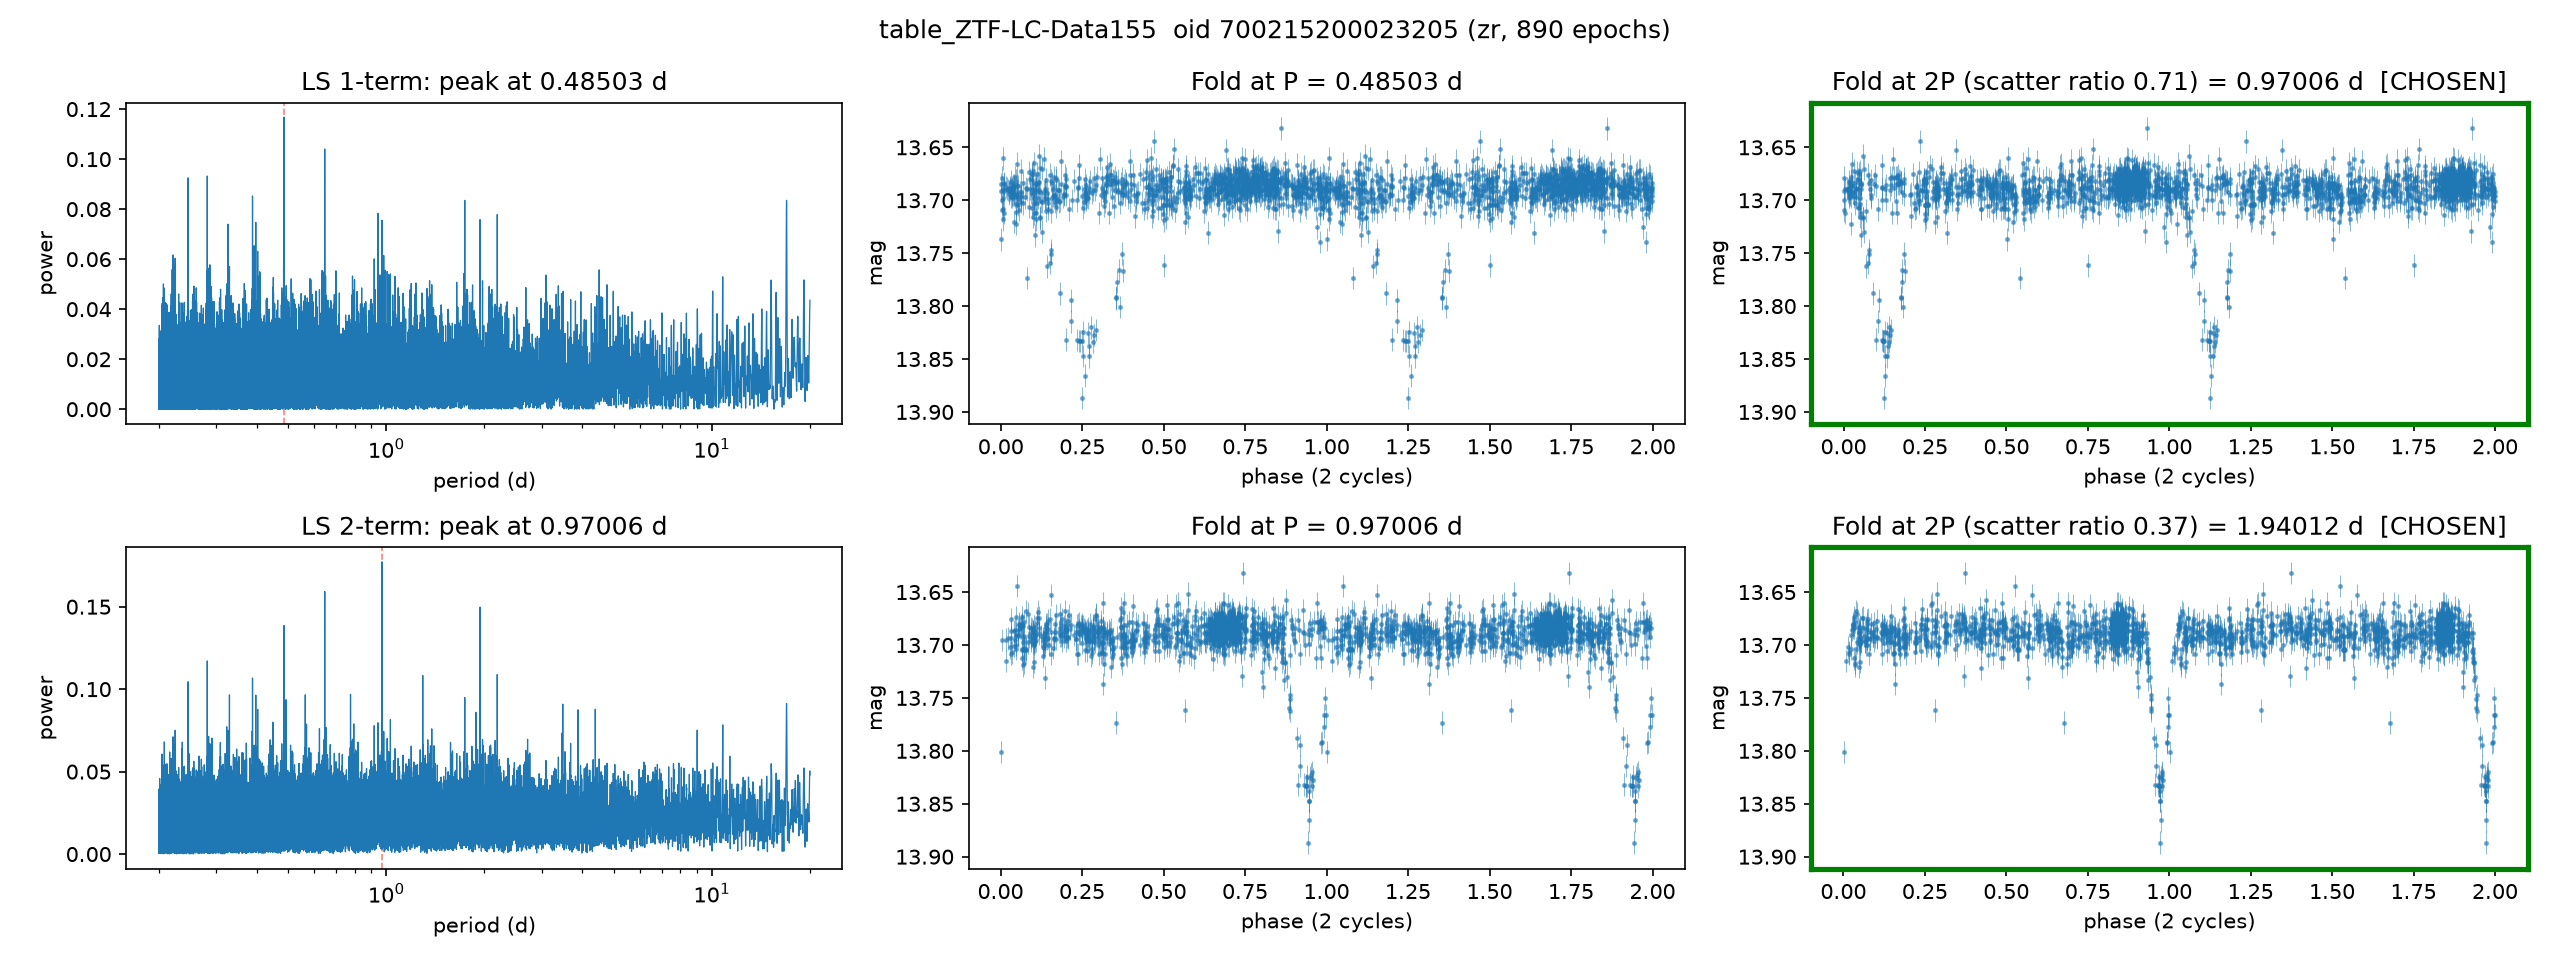 table_ZTF-LC-Data155  oid 700215200023205 (zr, 890 epochs)
LS 1-term: peak at 0.48503 d
0.12
0.10
0.08
0.06
0.04
0.02
0.00
power
10⁰
10¹
period (d)
Fold at P = 0.48503 d
13.65
13.70
13.75
13.80
13.85
13.90
mag
0.00 0.25 0.50 0.75 1.00 1.25 1.50 1.75 2.00
phase (2 cycles)
Fold at 2P (scatter ratio 0.71) = 0.97006 d  [CHOSEN]
13.65
13.70
13.75
13.80
13.85
13.90
mag
0.00 0.25 0.50 0.75 1.00 1.25 1.50 1.75 2.00
phase (2 cycles)
LS 2-term: peak at 0.97006 d
0.15
0.10
0.05
0.00
power
10⁰
10¹
period (d)
Fold at P = 0.97006 d
13.65
13.70
13.75
13.80
13.85
13.90
mag
0.00 0.25 0.50 0.75 1.00 1.25 1.50 1.75 2.00
phase (2 cycles)
Fold at 2P (scatter ratio 0.37) = 1.94012 d  [CHOSEN]
13.65
13.70
13.75
13.80
13.85
13.90
mag
0.00 0.25 0.50 0.75 1.00 1.25 1.50 1.75 2.00
phase (2 cycles)